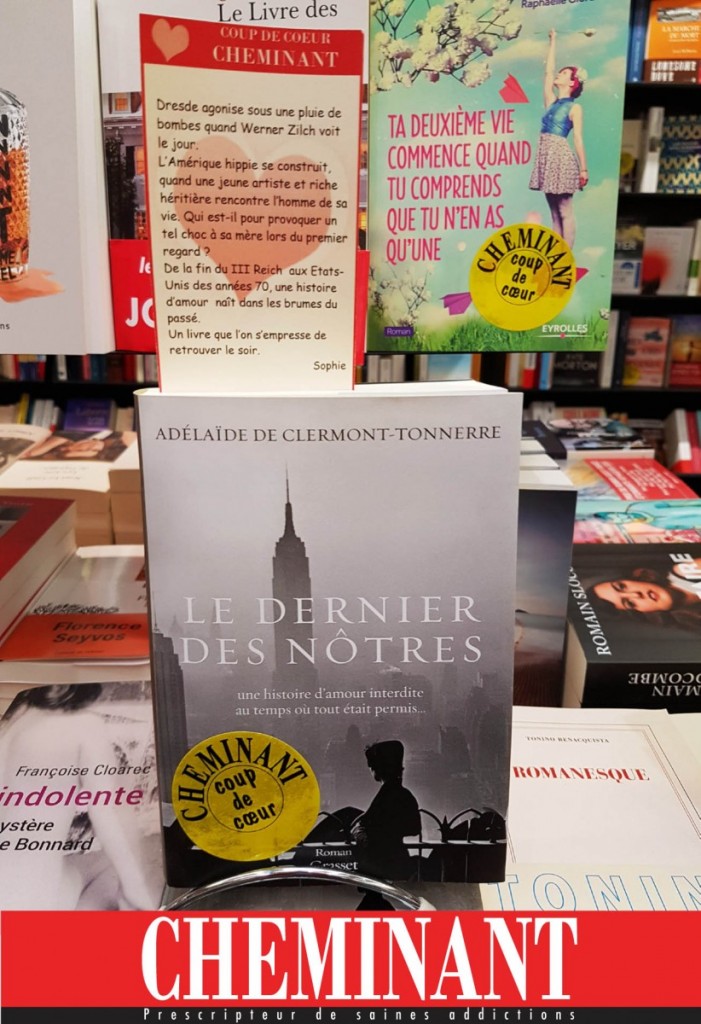 Le Livre des
COUP DE COEUR
CHEMINANT
Dresde agonise sous une pluie de
bombes quand Werner Zilch voit
le jour.
L'Amérique hippie se construit,
quand une jeune artiste et riche
héritière rencontre l'homme de sa
vie. Qui est-il pour provoquer un
tel choc à sa mère lors du premier
regard ?
De la fin du III Reich aux Etats-
Unis des années 70, une histoire
d'amour naît dans les brumes du
passé.
Un livre que l'on s'empresse de
retrouver le soir.
Sophie
TA DEUXIÈME VIE
COMMENCE QUAND
TU COMPRENDS
QUE TU N'EN AS
QU'UNE
CHEMINANT
coup
de
cœur
Roman
EYROLLES
ADÉLAÏDE DE CLERMONT-TONNERRE
LE DERNIER
DES NÔTRES
une histoire d'amour interdite
au temps où tout était permis...
CHEMINANT
coup
de
cœur
Roman
Grasset
Florence
Seyvos
Françoise Cloarec
indolente
ystère
e Bonnard
TONINO BENACQUISTA
ROMANESQUE
TONIN
CHEMINANT
Prescripteur de saines addictions